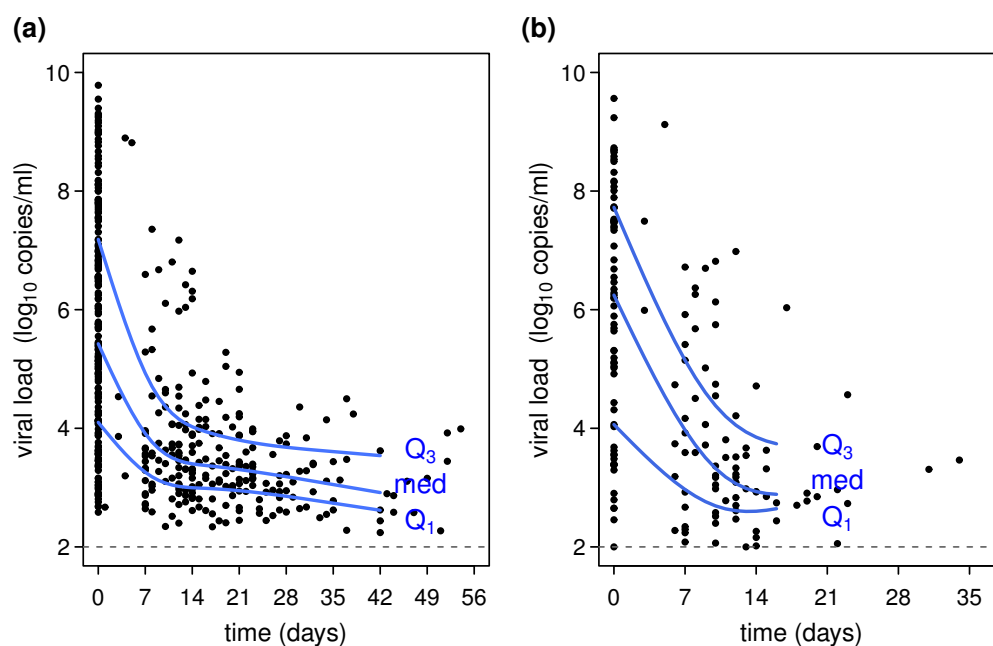 (a)
viral load (log₁₀ copies/ml)
10
8
6
4
2
Q₃
med
Q₁
0 7 14 21 28 35 42 49 56
time (days)
(b)
viral load (log₁₀ copies/ml)
10
8
6
4
2
Q₃
med
Q₁
0 7 14 21 28 35
time (days)